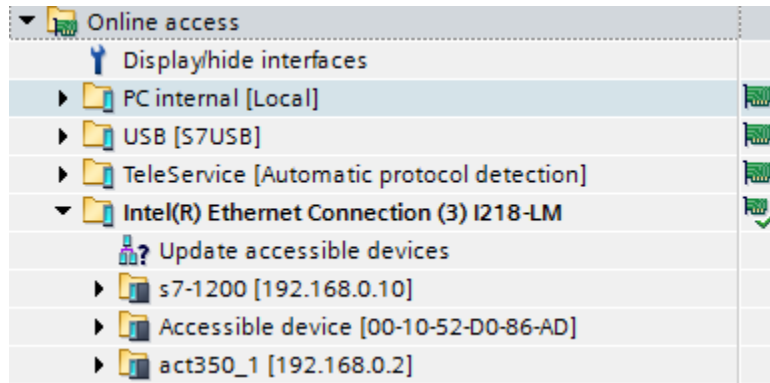 Online access
Display/hide interfaces
PC internal [Local]
USB [S7USB]
TeleService [Automatic protocol detection]
Intel(R) Ethernet Connection (3) I218-LM
Update accessible devices
s7-1200 [192.168.0.10]
Accessible device [00-10-52-D0-86-AD]
act350_1 [192.168.0.2]